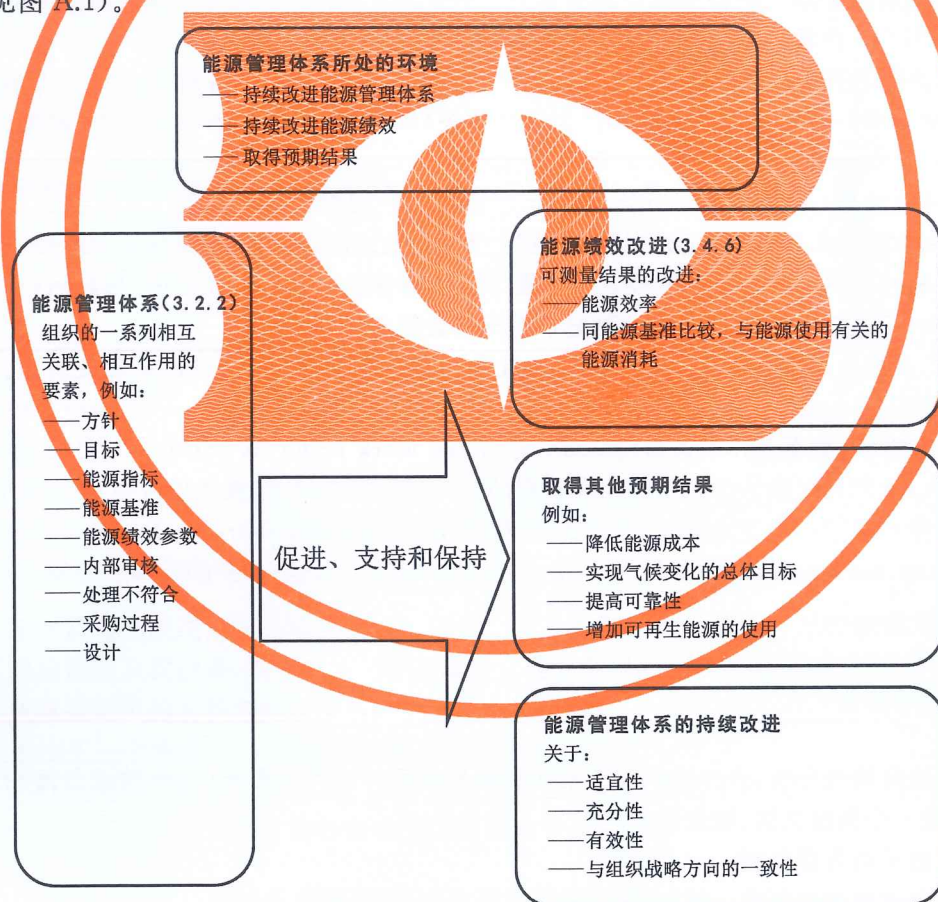 见图 A.1)。
能源管理体系所处的环境
——持续改进能源管理体系
——持续改进能源绩效
——取得预期结果
能源管理体系(3.2.2)
组织的一系列相互
关联、相互作用的
要素，例如：
——方针
——目标
——能源指标
——能源基准
——能源绩效参数
——内部审核
——处理不符合
——采购过程
——设计
促进、支持和保持
能源绩效改进(3.4.6)
可测量结果的改进：
——能源效率
——同能源基准比较，与能源使用有关的
能源消耗
取得其他预期结果
例如：
——降低能源成本
——实现气候变化的总体目标
——提高可靠性
——增加可再生能源的使用
能源管理体系的持续改进
关于：
——适宜性
——充分性
——有效性
——与组织战略方向的一致性